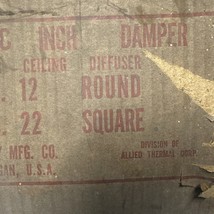 C INCH DAMPER
CEILING DIFFUSER
12 ROUND
22 SQUARE
MFG. CO. DIVISION OF
ALLIED THERMAL CORP.
GAN, U.S.A.